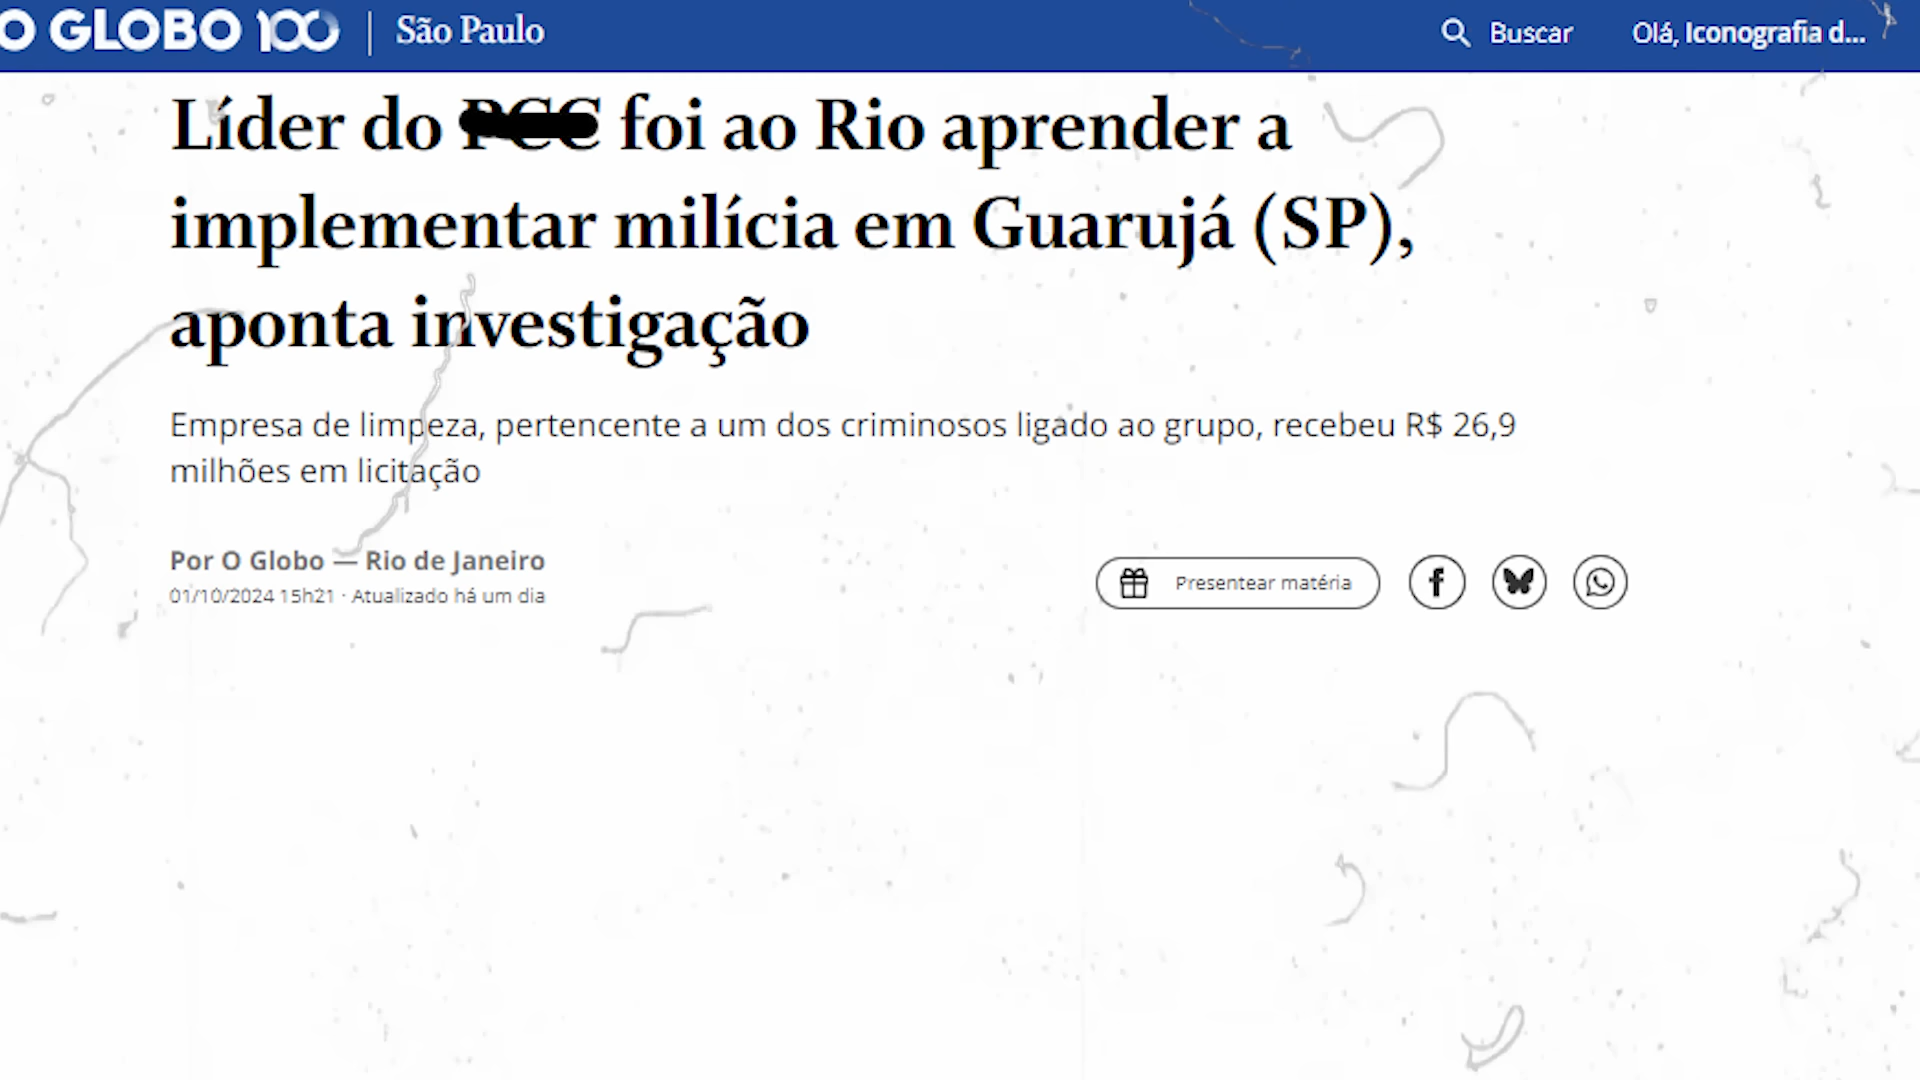 O GLOBO 100 | São Paulo
Buscar
Olá, Iconografia d...
Líder do PCC foi ao Rio aprender a
implementar milícia em Guarujá (SP),
aponta investigação
Empresa de limpeza, pertencente a um dos criminosos ligado ao grupo, recebeu R$ 26,9
milhões em licitação
Por O Globo — Rio de Janeiro
01/10/2024 15h21 · Atualizado há um dia
Presentear matéria